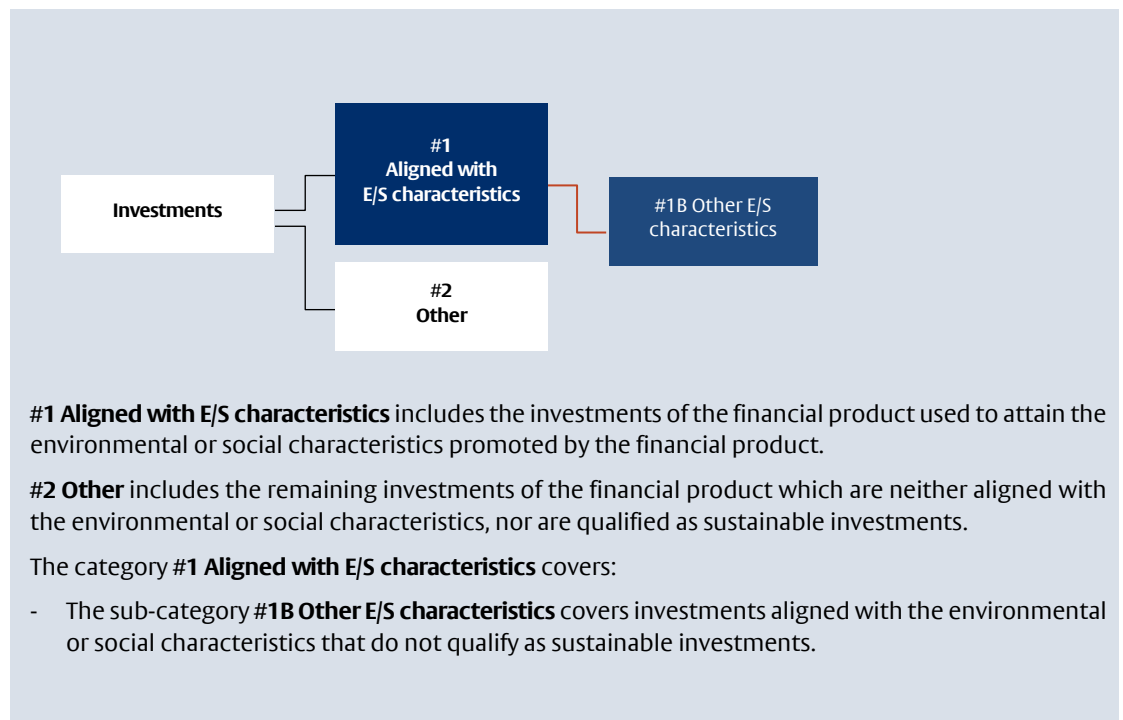 #1
Aligned with
E/S characteristics
Investments
#1B Other E/S
characteristics
#2
Other
#1 Aligned with E/S characteristics includes the investments of the financial product used to attain the
environmental or social characteristics promoted by the financial product.
#2 Other includes the remaining investments of the financial product which are neither aligned with
the environmental or social characteristics, nor are qualified as sustainable investments.
The category #1 Aligned with E/S characteristics covers:
- The sub-category #1B Other E/S characteristics covers investments aligned with the environmental
or social characteristics that do not qualify as sustainable investments.